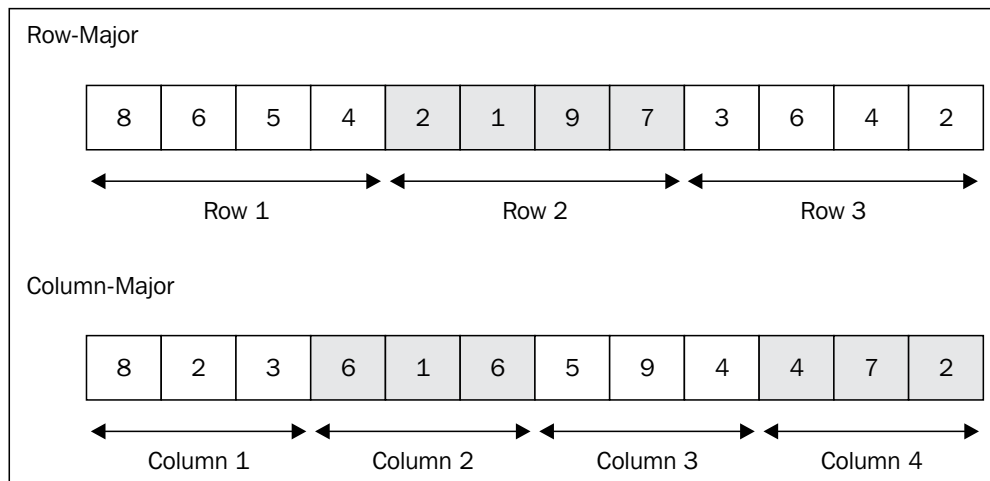 Row-Major
8 6 5 4 2 1 9 7 3 6 4 2
Row 1 Row 2 Row 3
Column-Major
8 2 3 6 1 6 5 9 4 4 7 2
Column 1 Column 2 Column 3 Column 4